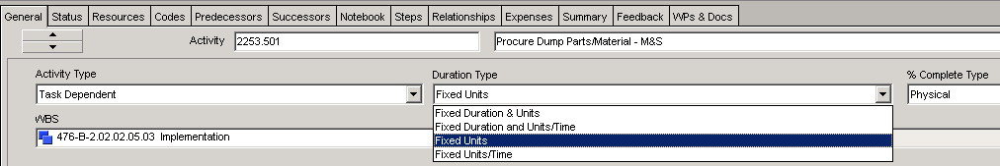 General Status Resources Codes Predecessors Successors Notebook Steps Relationships Expenses Summary Feedback WPs & Docs
Activity 2253.501 Procure Dump Parts/Material - M&S
Activity Type Duration Type % Complete Type
Task Dependent Fixed Units Physical
Fixed Duration & Units
WBS Fixed Duration and Units/Time
476-B-2.02.02.05.03 Implementation Fixed Units
Fixed Units/Time